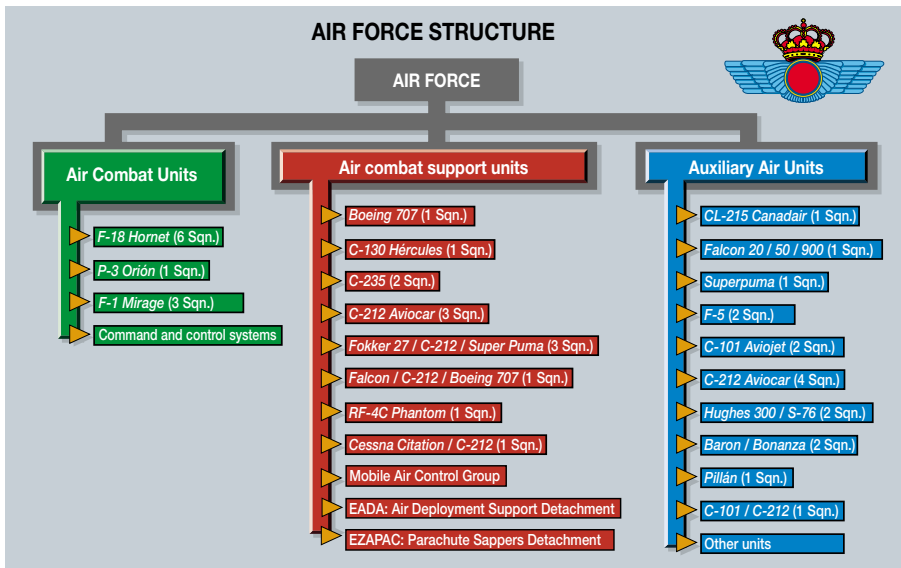 AIR FORCE STRUCTURE
AIR FORCE
Air Combat Units
F-18 Hornet (6 Sqn.)
P-3 Orión (1 Sqn.)
F-1 Mirage (3 Sqn.)
Command and control systems
Air combat support units
Boeing 707 (1 Sqn.)
C-130 Hércules (1 Sqn.)
C-235 (2 Sqn.)
C-212 Aviocar (3 Sqn.)
Fokker 27 / C-212 / Super Puma (3 Sqn.)
Falcon / C-212 / Boeing 707 (1 Sqn.)
RF-4C Phantom (1 Sqn.)
Cessna Citation / C-212 (1 Sqn.)
Mobile Air Control Group
EADA: Air Deployment Support Detachment
EZAPAC: Parachute Sappers Detachment
Auxiliary Air Units
CL-215 Canadair (1 Sqn.)
Falcon 20 / 50 / 900 (1 Sqn.)
Superpuma (1 Sqn.)
F-5 (2 Sqn.)
C-101 Aviojet (2 Sqn.)
C-212 Aviocar (4 Sqn.)
Hughes 300 / S-76 (2 Sqn.)
Baron / Bonanza (2 Sqn.)
Pillán (1 Sqn.)
C-101 / C-212 (1 Sqn.)
Other units